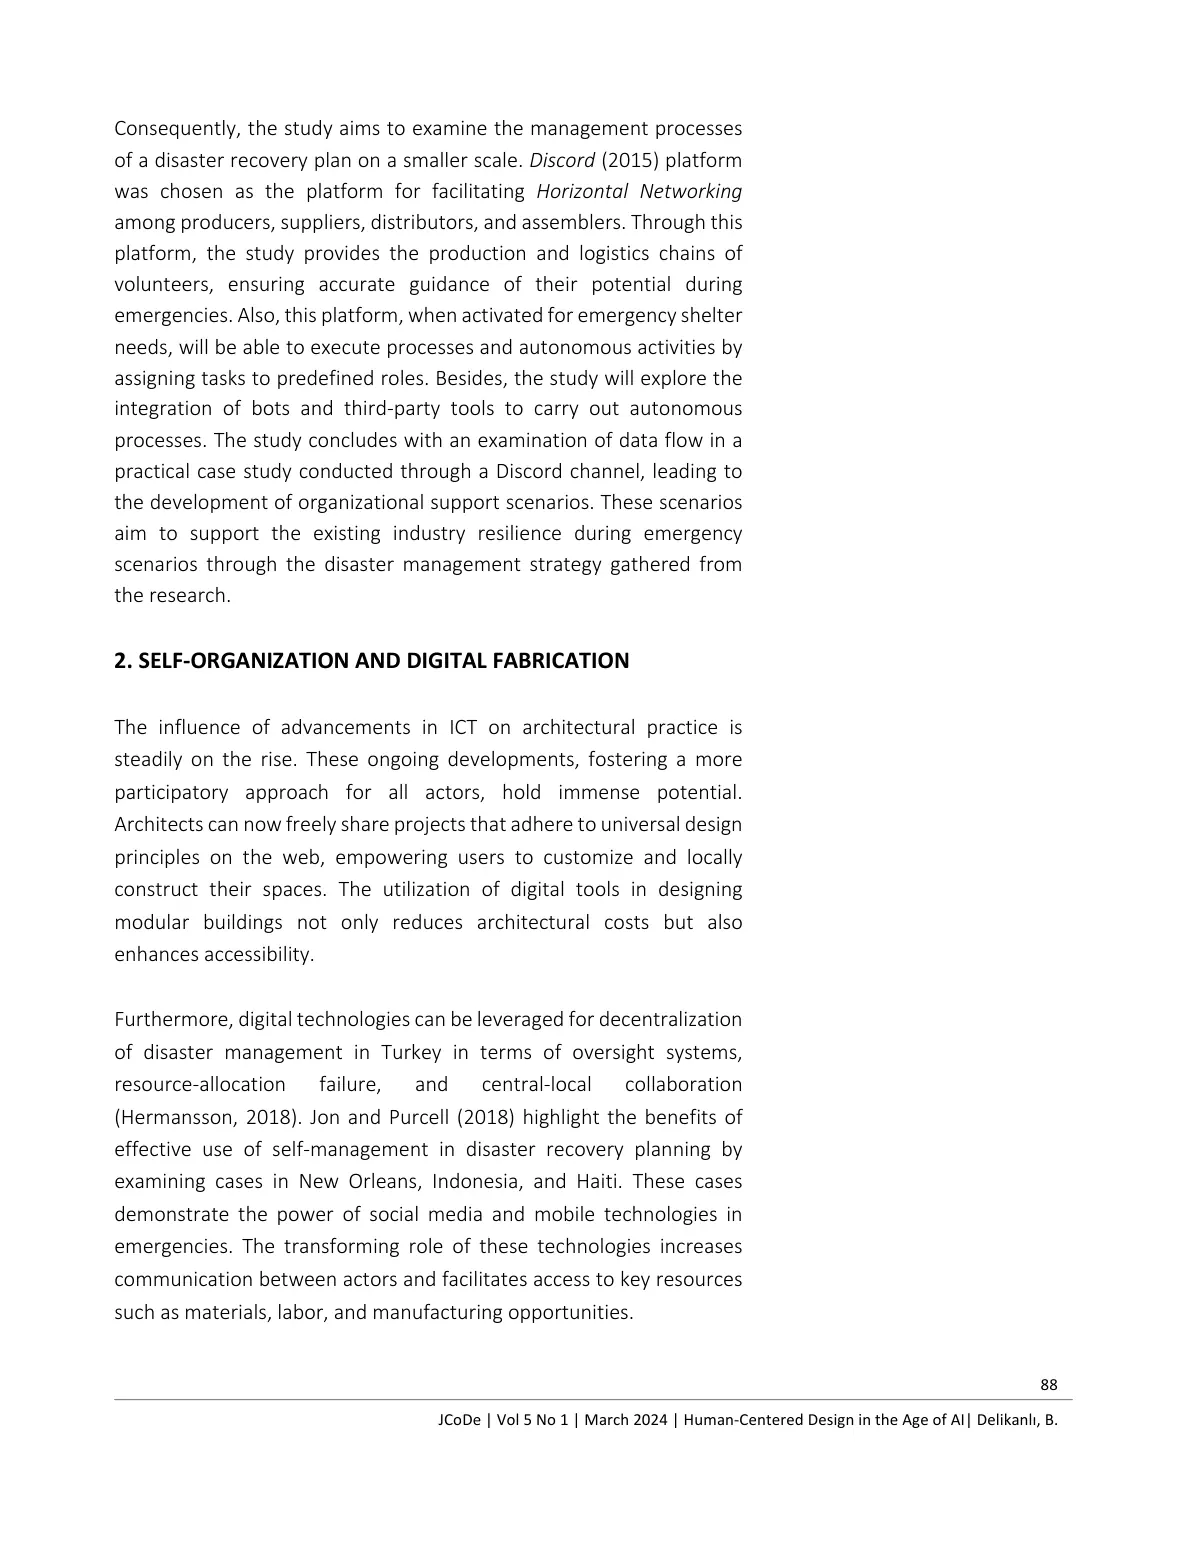 Consequently, the study aims to examine the management processes
of a disaster recovery plan on a smaller scale. Discord (2015) platform
was chosen as the platform for facilitating Horizontal Networking
among producers, suppliers, distributors, and assemblers. Through this
platform, the study provides the production and logistics chains of
volunteers, ensuring accurate guidance of their potential during
emergencies. Also, this platform, when activated for emergency shelter
needs, will be able to execute processes and autonomous activities by
assigning tasks to predefined roles. Besides, the study will explore the
integration of bots and third-party tools to carry out autonomous
processes. The study concludes with an examination of data flow in a
practical case study conducted through a Discord channel, leading to
the development of organizational support scenarios. These scenarios
aim to support the existing industry resilience during emergency
scenarios through the disaster management strategy gathered from
the research.
2. SELF-ORGANIZATION AND DIGITAL FABRICATION
The influence of advancements in ICT on architectural practice is
steadily on the rise. These ongoing developments, fostering a more
participatory approach for all actors, hold immense potential.
Architects can now freely share projects that adhere to universal design
principles on the web, empowering users to customize and locally
construct their spaces. The utilization of digital tools in designing
modular buildings not only reduces architectural costs but also
enhances accessibility.
Furthermore, digital technologies can be leveraged for decentralization
of disaster management in Turkey in terms of oversight systems,
resource-allocation failure, and central-local collaboration
(Hermansson, 2018). Jon and Purcell (2018) highlight the benefits of
effective use of self-management in disaster recovery planning by
examining cases in New Orleans, Indonesia, and Haiti. These cases
demonstrate the power of social media and mobile technologies in
emergencies. The transforming role of these technologies increases
communication between actors and facilitates access to key resources
such as materials, labor, and manufacturing opportunities.
88
JCoDe | Vol 5 No 1 | March 2024 | Human-Centered Design in the Age of AI| Delikanlı, B.